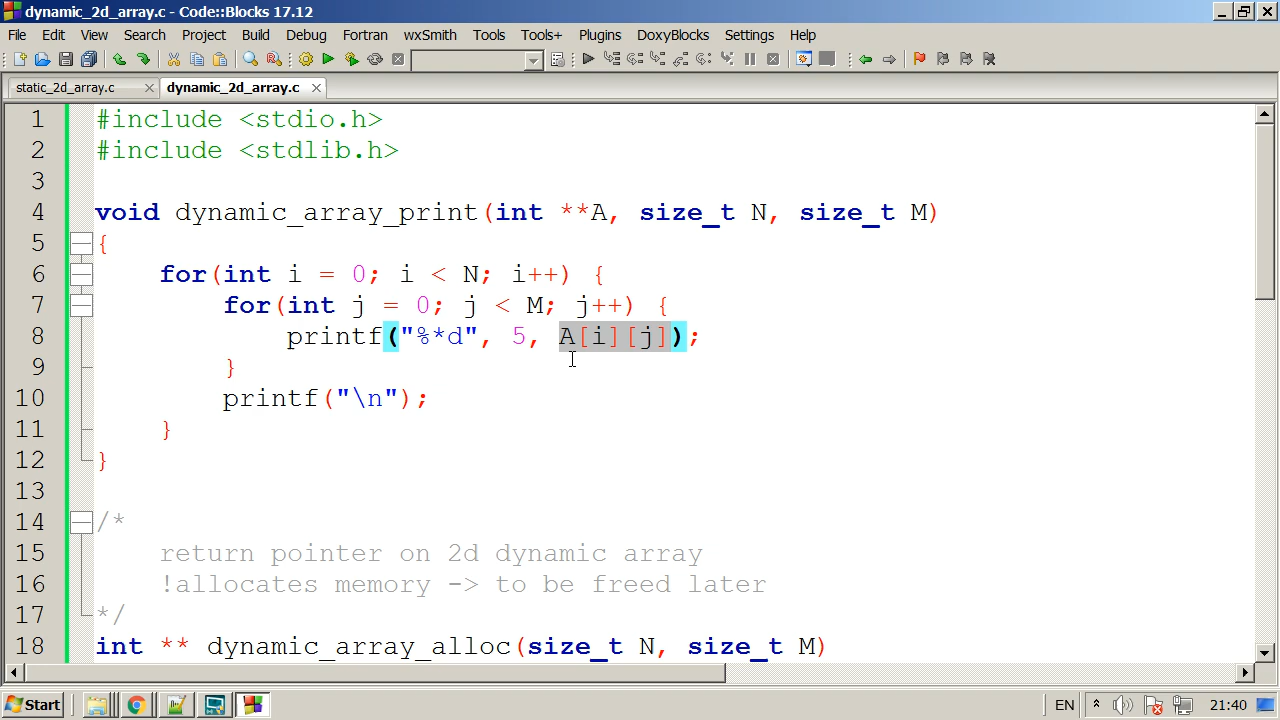 dynamic_2d_array.c - Code::Blocks 17.12
File Edit View Search Project Build Debug Fortran wxSmith Tools Tools+ Plugins DoxyBlocks Settings Help
static_2d_array.c dynamic_2d_array.c
1 #include <stdio.h>
2 #include <stdlib.h>
3
4 void dynamic_array_print(int **A, size_t N, size_t M)
5 {
6 for(int i = 0; i < N; i++) {
7 for(int j = 0; j < M; j++) {
8 printf("%*d", 5, A[i][j]);
9 }
10 printf("\n");
11 }
12 }
13
14 /*
15 return pointer on 2d dynamic array
16 !allocates memory -> to be freed later
17 */
18 int ** dynamic_array_alloc(size_t N, size_t M)
Start EN 21:40